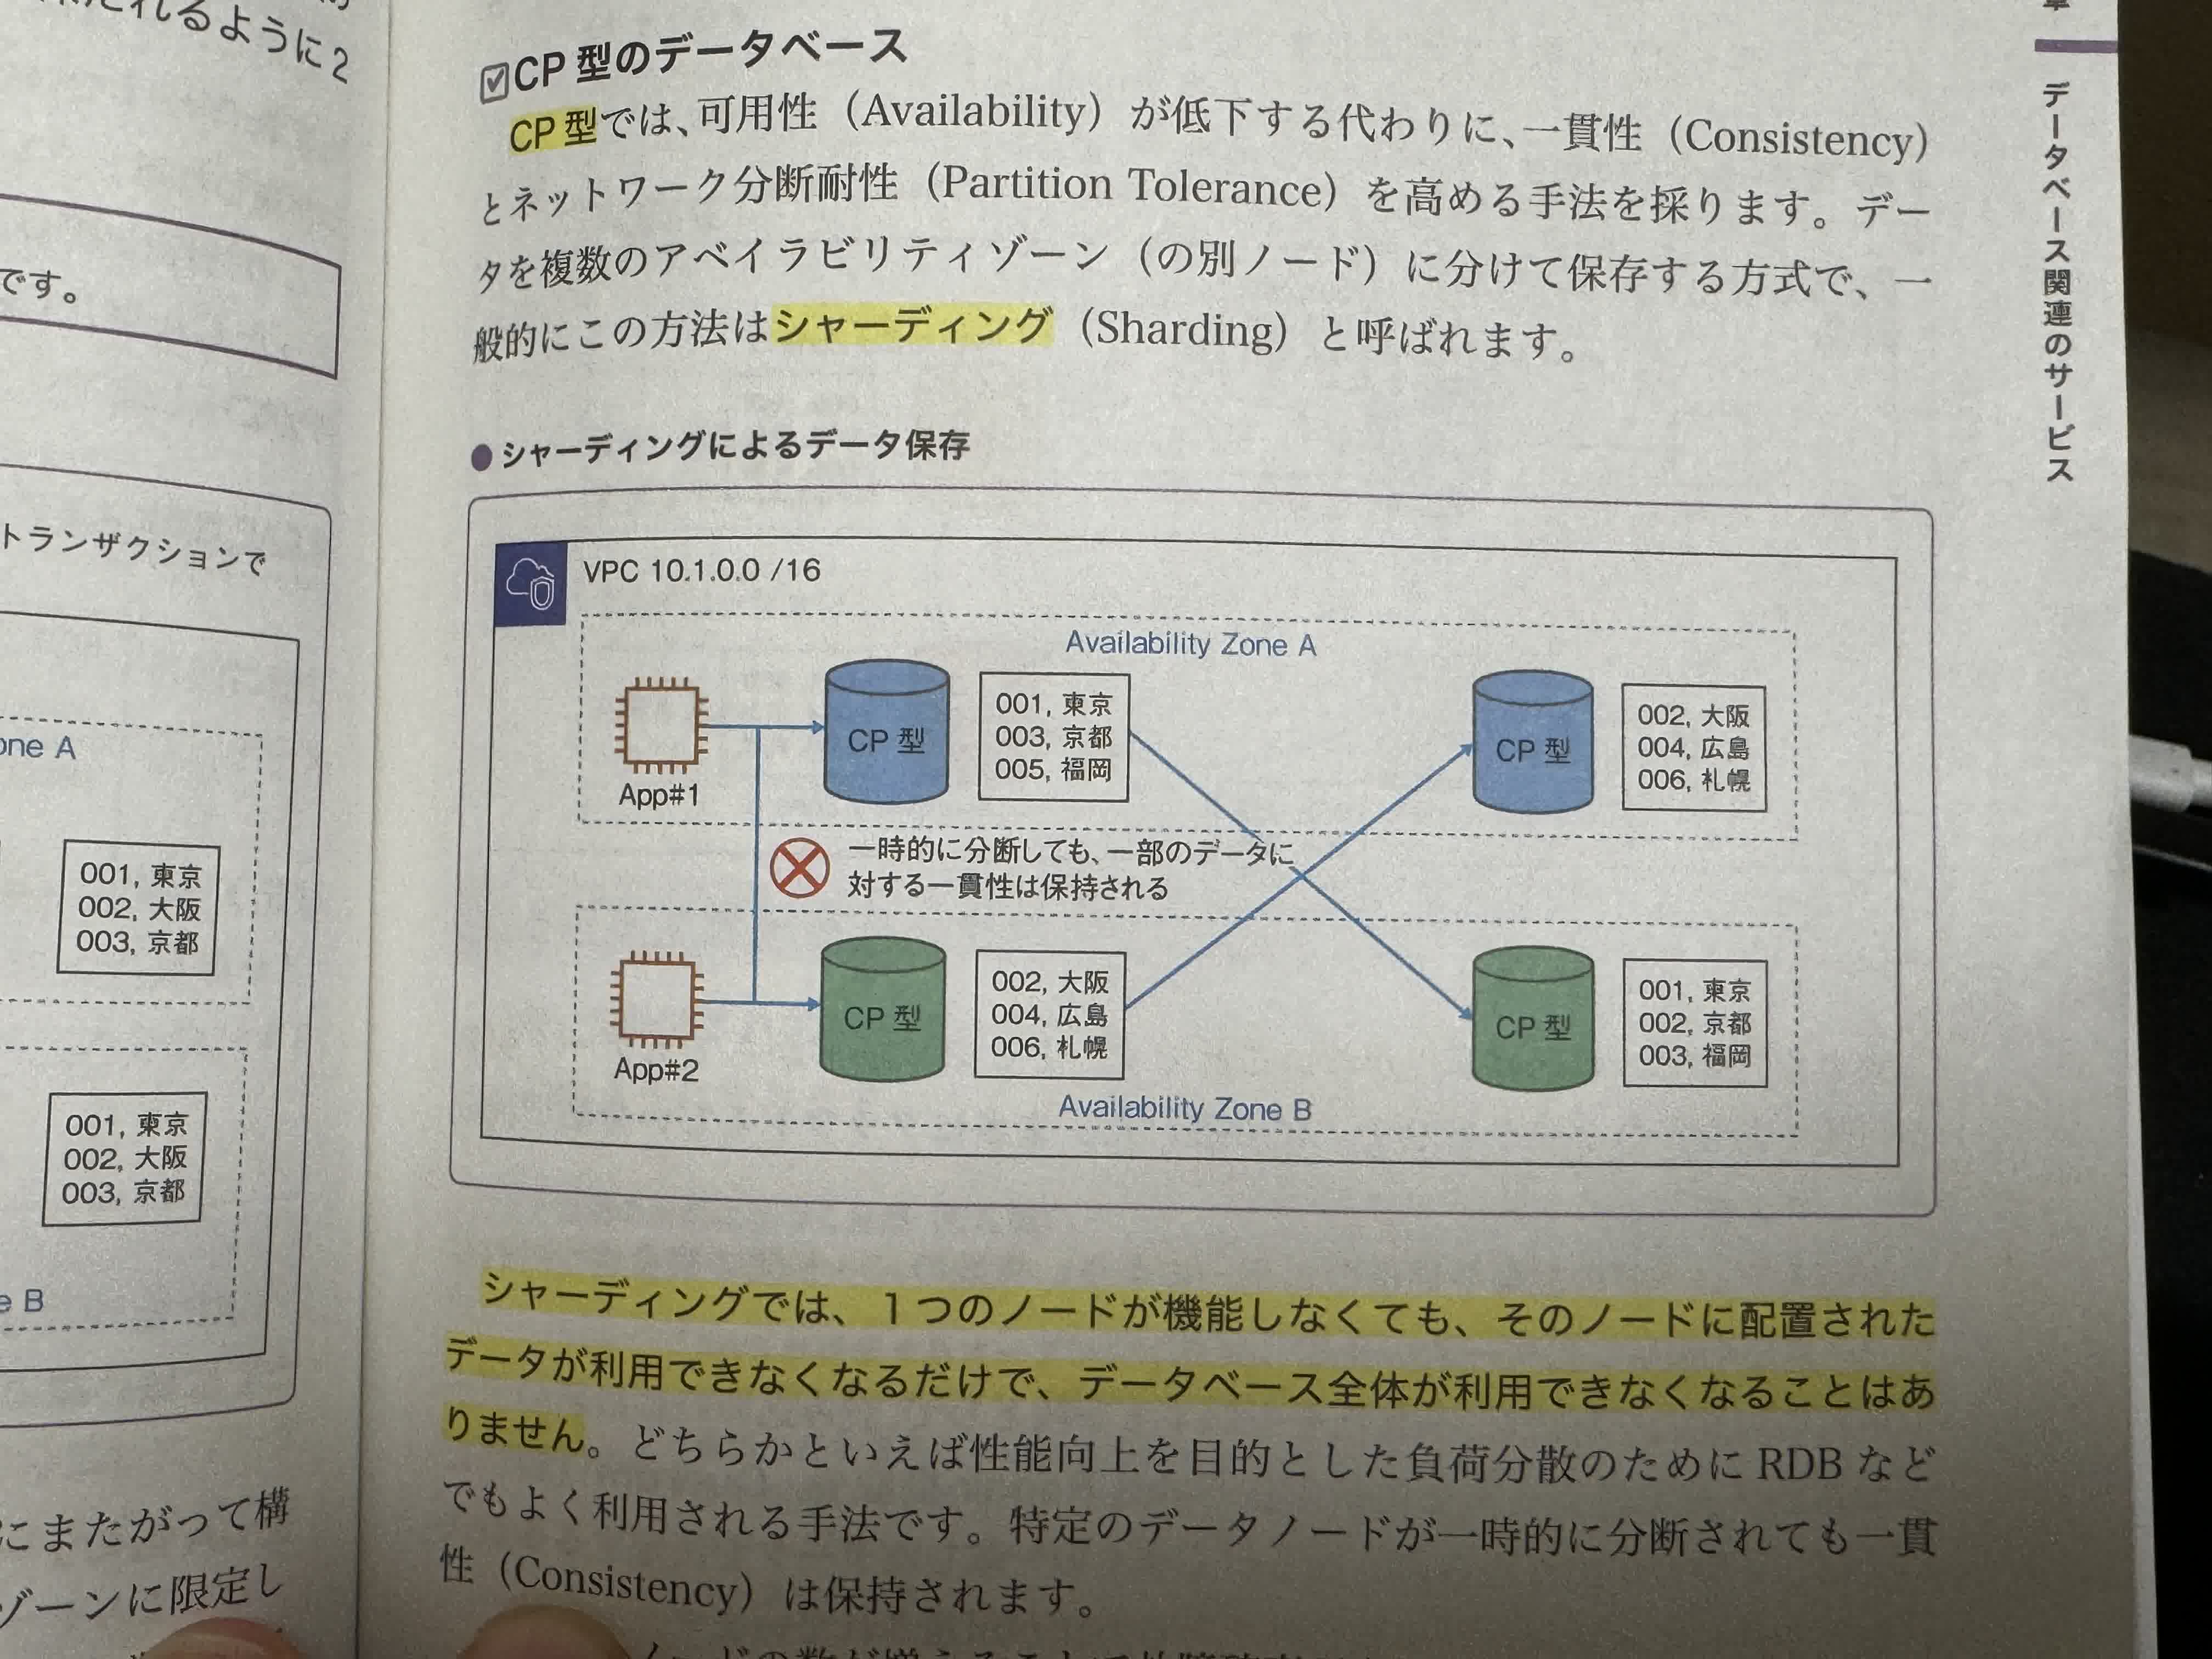 れるように2
です。
トランザクションで
one A
001, 東京
002, 大阪
003, 京都
001, 東京
002, 大阪
003, 京都
e B
にまたがって構
ゾーンに限定し
CP 型のデータベース
CP 型では、可用性（Availability）が低下する代わりに、一貫性（Consistency）
とネットワーク分断耐性（Partition Tolerance）を高める手法を採ります。デー
タを複数のアベイラビリティゾーン（の別ノード）に分けて保存する方式で、一
般的にこの方法はシャーディング（Sharding）と呼ばれます。
●シャーディングによるデータ保存
VPC 10.1.0.0 /16
Availability Zone A
App#1
CP 型
001, 東京
003, 京都
005, 福岡
CP 型
002, 大阪
004, 広島
006, 札幌
一時的に分断しても、一部のデータに
対する一貫性は保持される
App#2
CP 型
002, 大阪
004, 広島
006, 札幌
CP 型
001, 東京
002, 京都
003, 福岡
Availability Zone B
シャーディングでは、1つのノードが機能しなくても、そのノードに配置された
データが利用できなくなるだけで、データベース全体が利用できなくなることはあ
りません。どちらかといえば性能向上を目的とした負荷分散のために RDB など
でもよく利用される手法です。特定のデータノードが一時的に分断されても一貫
性（Consistency）は保持されます。
章
データベース関連のサービス